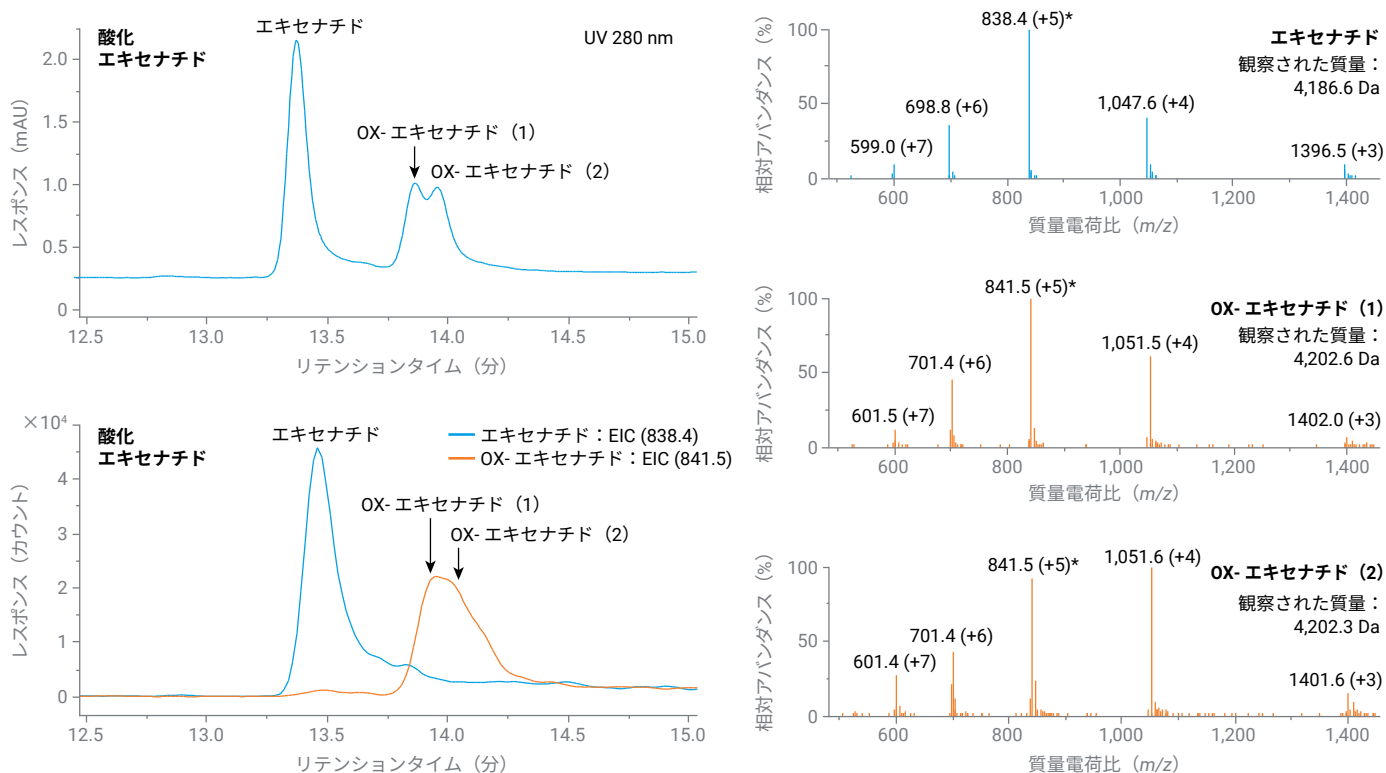 酸化
エキセナチド
エキセナチド
UV 280 nm
OX- エキセナチド（1）
OX- エキセナチド（2）
レスポンス（mAU）
2.0
1.5
1.0
0.5
0
12.5
13.0
13.5
14.0
14.5
15.0
リテンションタイム（分）
×10⁴
酸化
エキセナチド
エキセナチド
エキセナチド：EIC (838.4)
OX- エキセナチド：EIC (841.5)
OX- エキセナチド（1）
OX- エキセナチド（2）
レスポンス（カウント）
4
3
2
1
0
12.5
13.0
13.5
14.0
14.5
15.0
リテンションタイム（分）
838.4 (+5)*
エキセナチド
観察された質量：
4,186.6 Da
698.8 (+6)
1,047.6 (+4)
599.0 (+7)
1396.5 (+3)
相対アバンダンス（%）
100
50
0
600
800
1,000
1,200
1,400
質量電荷比（m/z）
841.5 (+5)*
OX- エキセナチド（1）
観察された質量：
4,202.6 Da
701.4 (+6)
1,051.5 (+4)
601.5 (+7)
1402.0 (+3)
相対アバンダンス（%）
100
50
0
600
800
1,000
1,200
1,400
質量電荷比（m/z）
841.5 (+5)*
1,051.6 (+4)
OX- エキセナチド（2）
観察された質量：
4,202.3 Da
701.4 (+6)
601.4 (+7)
1401.6 (+3)
相対アバンダンス（%）
100
50
0
600
800
1,000
1,200
1,400
質量電荷比（m/z）